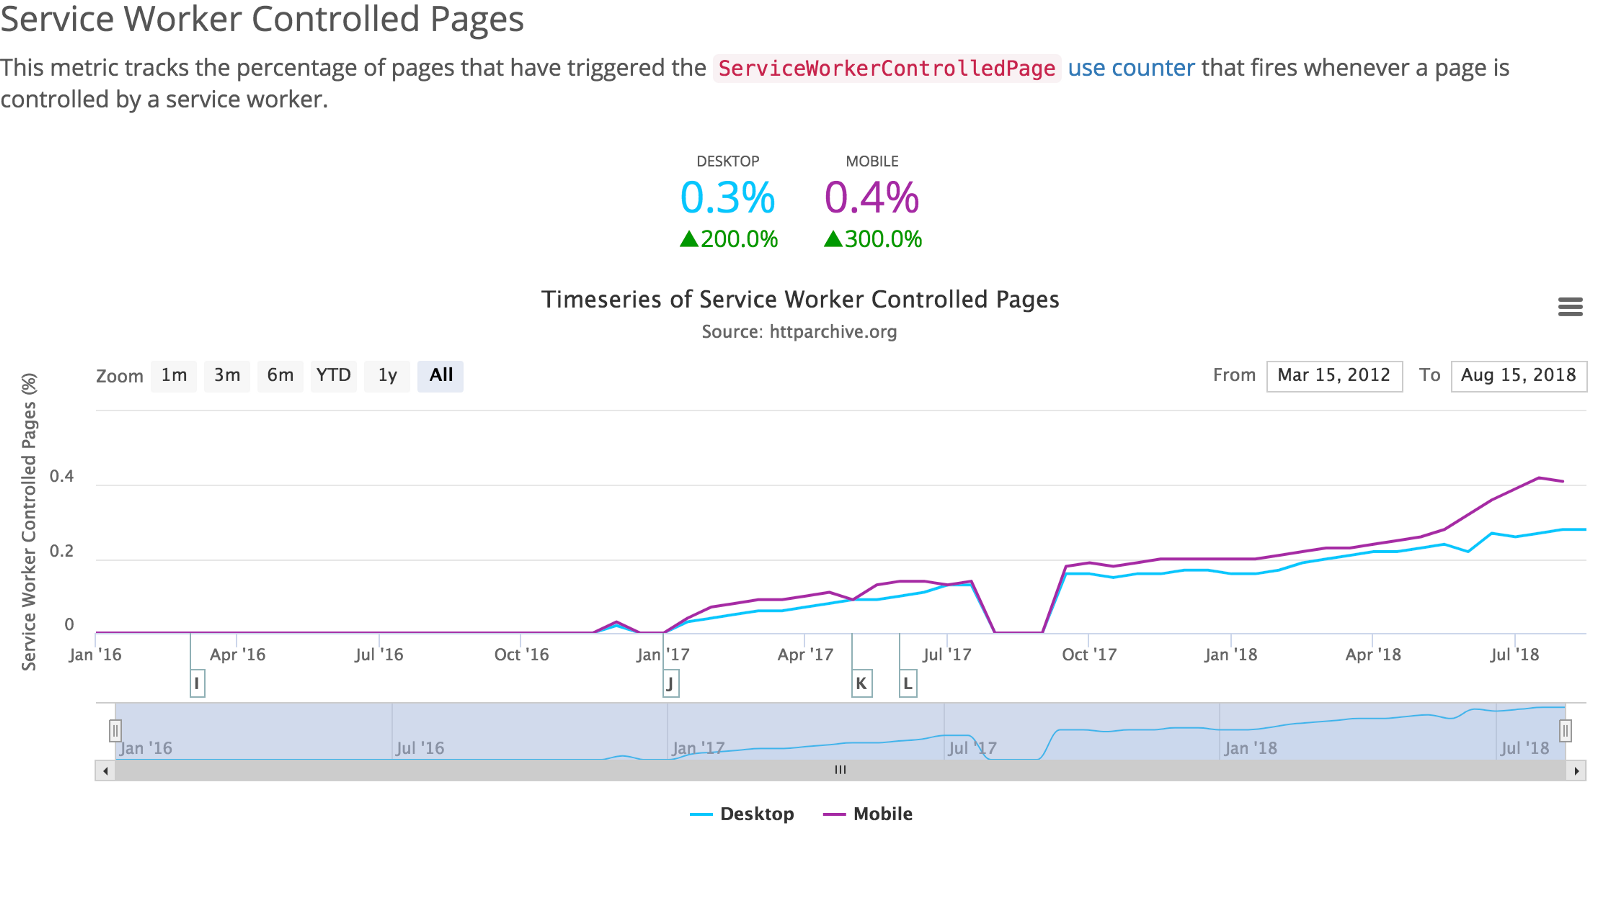 Service Worker Controlled Pages
This metric tracks the percentage of pages that have triggered the ServiceWorkerControlledPage use counter that fires whenever a page is
controlled by a service worker.
DESKTOP MOBILE
0.3% 0.4%
▲200.0% ▲300.0%
Timeseries of Service Worker Controlled Pages
Source: httparchive.org
Zoom 1m 3m 6m YTD 1y All From Mar 15, 2012 To Aug 15, 2018
Service Worker Controlled Pages (%)
0.4
0.2
0
Jan '16 Apr '16 Jul '16 Oct '16 Jan '17 Apr '17 Jul '17 Oct '17 Jan '18 Apr '18 Jul '18
I J K L
Jan '16 Jul '16 Jan '17 Jul '17 Jan '18 Jul '18
Desktop Mobile